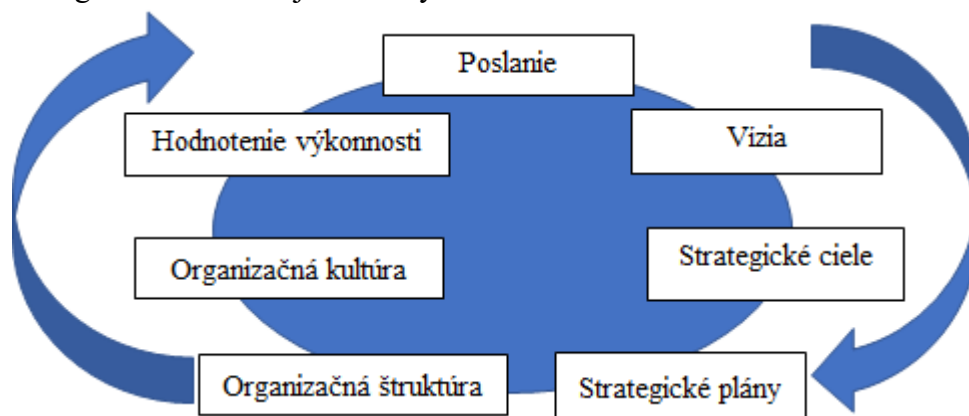 Poslanie
Hodnotenie výkonnosti
Vízia
Organizačná kultúra
Strategické ciele
Organizačná štruktúra
Strategické plány